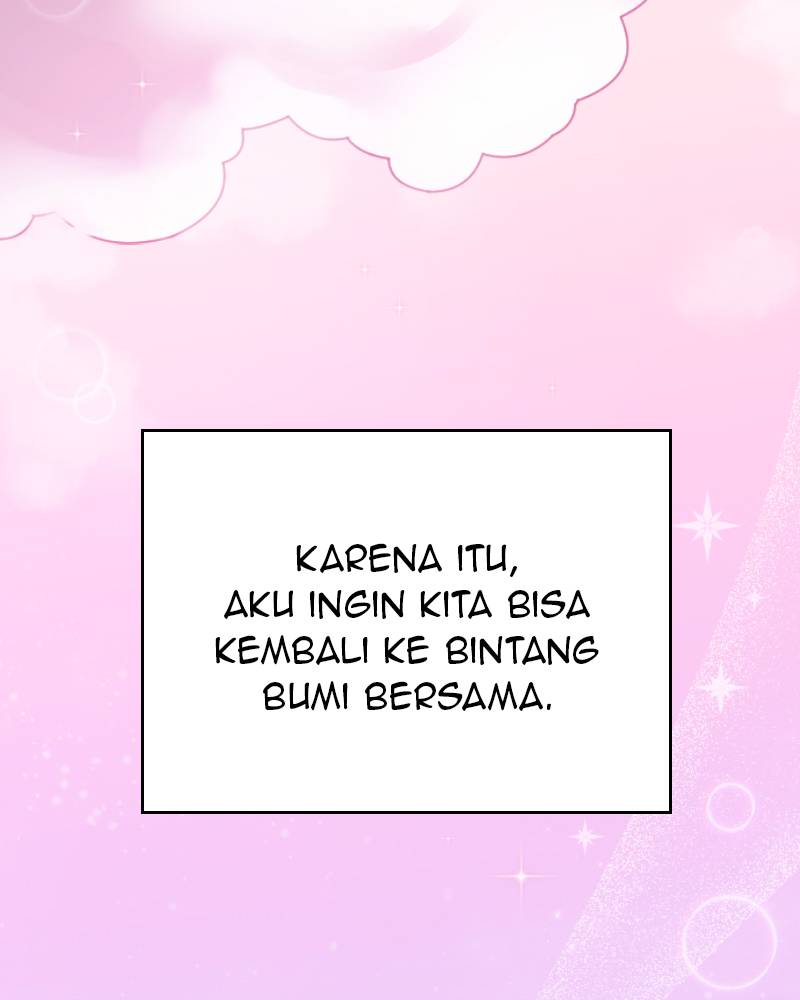 KARENA ITU,
AKU INGIN KITA BISA
KEMBALI KE BINTANG
BUMI BERSAMA.